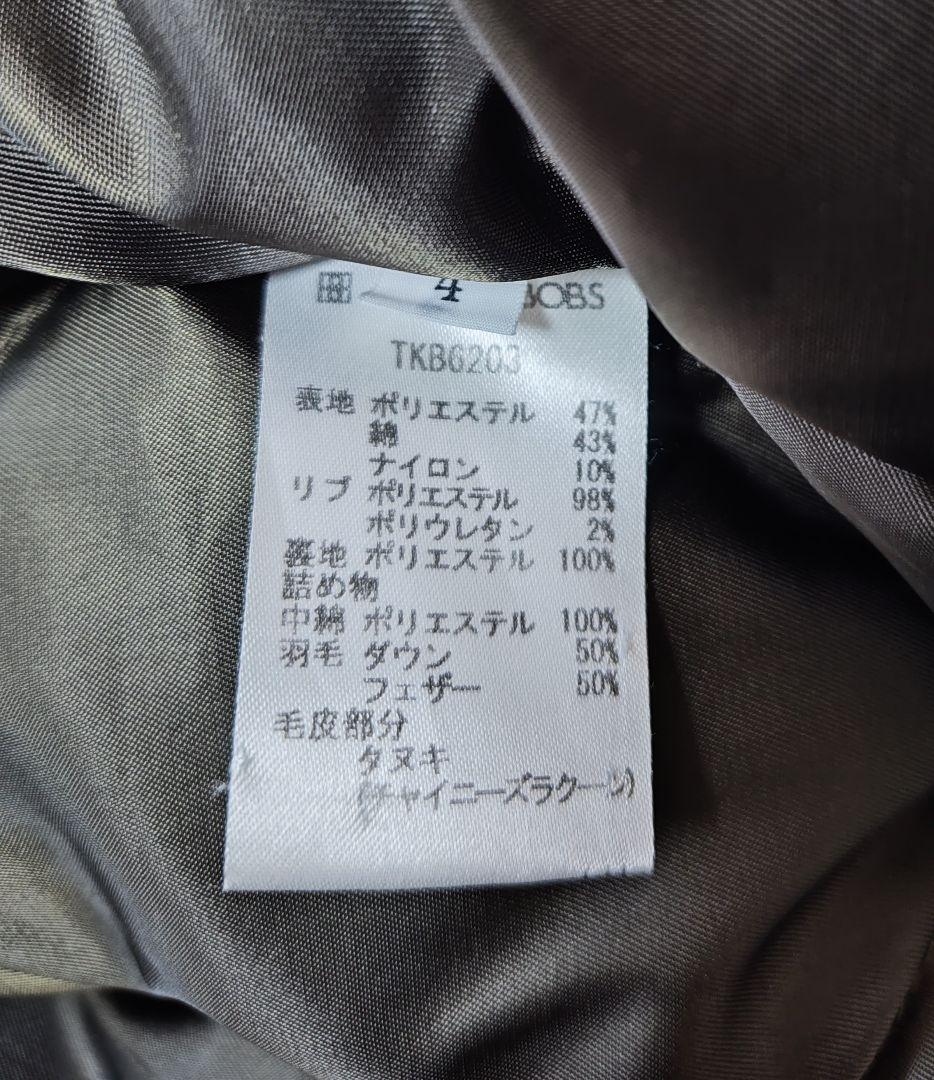 4 BOBS
TKB6203
表地 ポリエステル 47%
綿 43%
ナイロン 10%
リブ ポリエステル 98%
ポリウレタン 2%
裏地 ポリエステル 100%
詰め物
中綿 ポリエステル 100%
羽毛 ダウン 50%
フェザー 50%
毛皮部分
タヌキ
(チャイニーズラクーン)